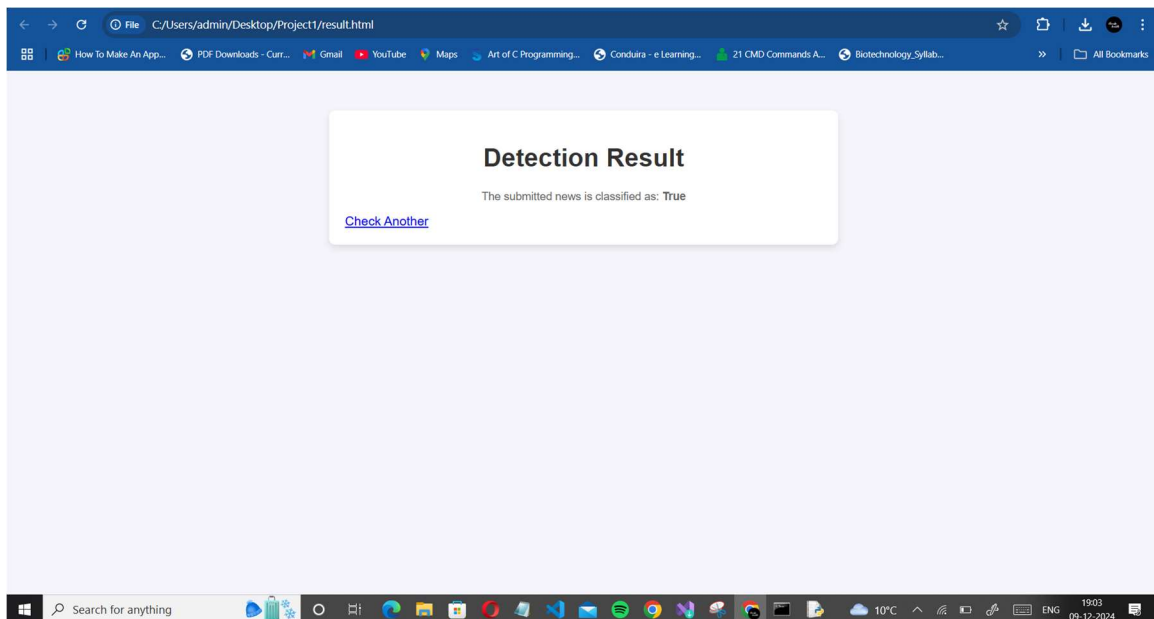 File C:/Users/admin/Desktop/Project1/result.html
How To Make An App... PDF Downloads - Curr... Gmail YouTube Maps Art of C Programming... Conduira - e Learning... 21 CMD Commands A... Biotechnology_Syllab... » All Bookmarks
Detection Result
The submitted news is classified as: True
Check Another
Search for anything 10°C ENG 19:03
09-12-2024